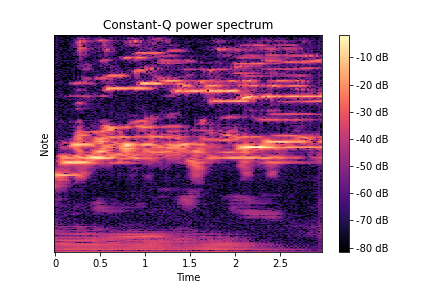 Constant-Q power spectrum
Note
-10 dB
-20 dB
-30 dB
-40 dB
-50 dB
-60 dB
-70 dB
-80 dB
0 0.5 1 1.5 2 2.5
Time